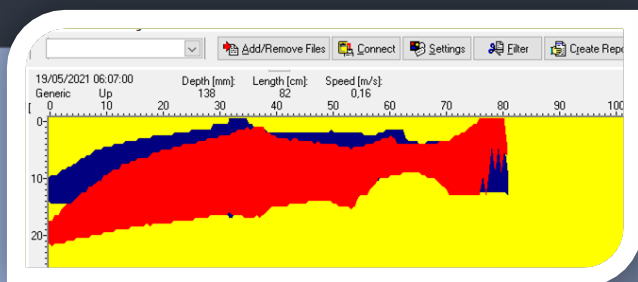 Add/Remove Files Connect Settings Filter Create Repo
19/05/2021 06:07:00 Depth [mm]: Length [cm]: Speed [m/s]:
Generic Up 138 82 0,16
[ 0 10 20 30 40 50 60 70 80 90 100
0
10
20